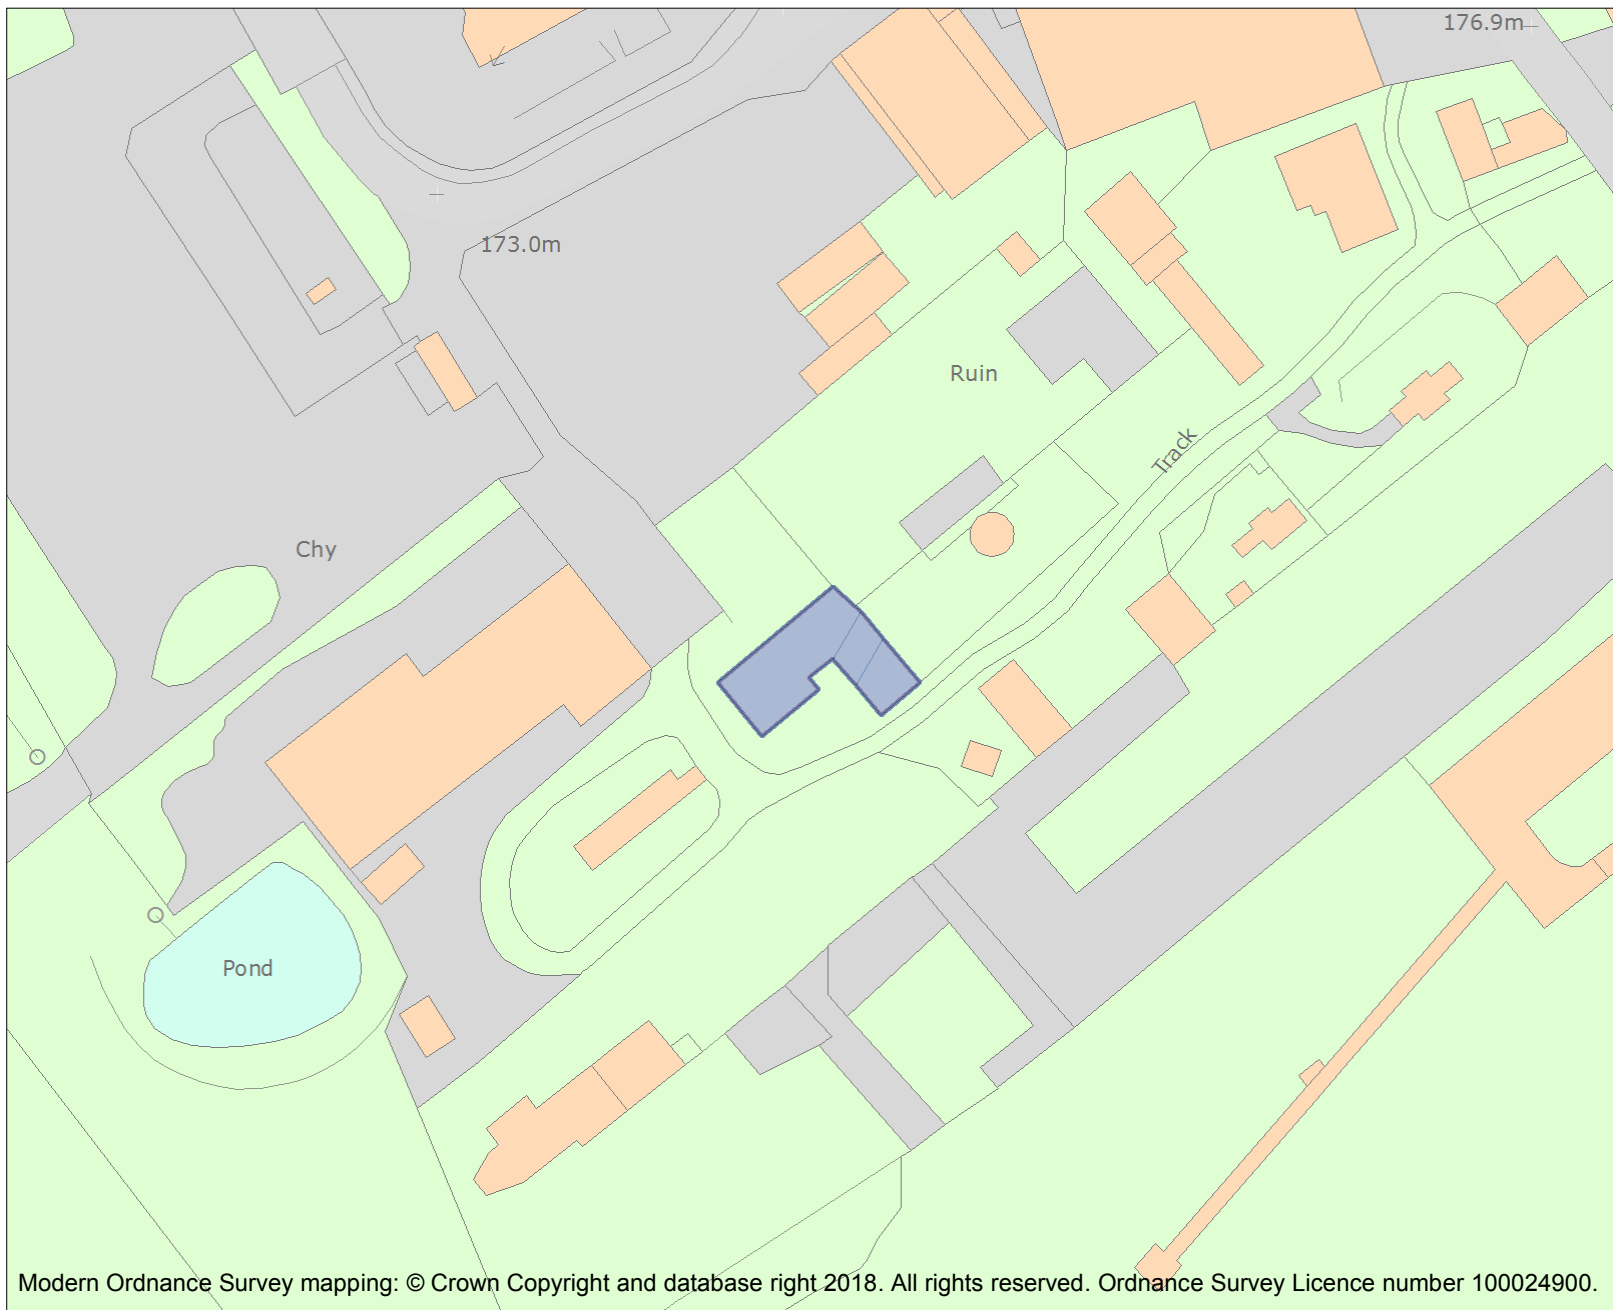 176.9m
173.0m
Ruin
Track
Chy
Pond
Modern Ordnance Survey mapping: © Crown Copyright and database right 2018. All rights reserved. Ordnance Survey Licence number 100024900.